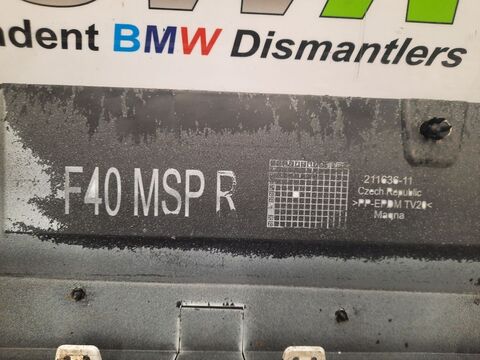 ndent BMW Dismantlers
F40 MSP R
211636-11
Czech Republic
>PP-EPDM TV20<
Magna